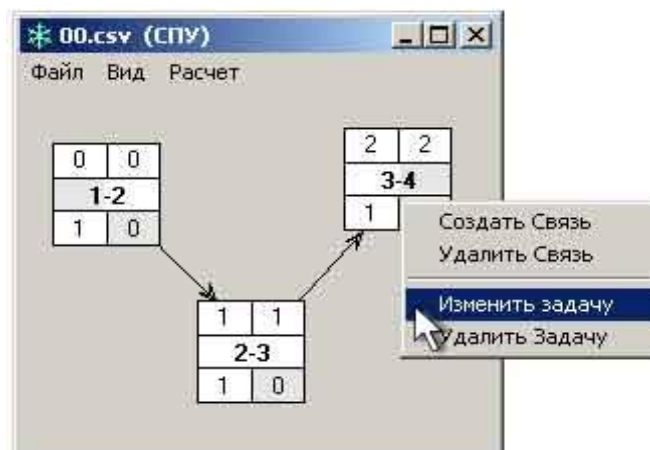 00.csv (СПУ)
Файл Вид Расчет
0 0
1-2
1 0
2 2
3-4
1
Создать Связь
Удалить Связь
Изменить задачу
Удалить Задачу
1 1
2-3
1 0